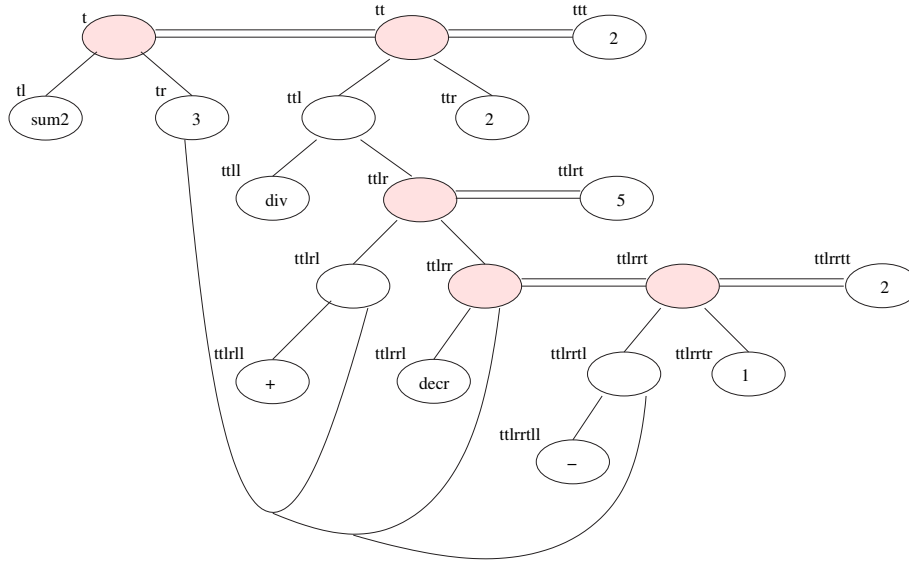 t tt ttt
2
tl tr ttl ttr
sum2 3 2
ttll ttlr ttlrt
div 5
ttlrl ttlrr ttlrrt ttlrrtt
2
ttlrll ttlrrl ttlrrtl ttlrrtr
+ decr 1
ttlrrtll
−